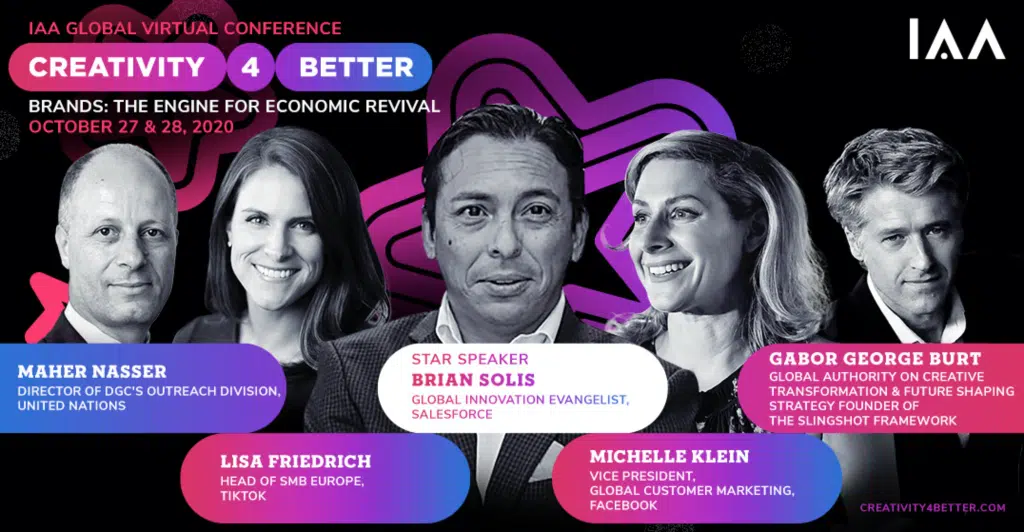 IAA GLOBAL VIRTUAL CONFERENCE
IAA
CREATIVITY 4 BETTER
BRANDS: THE ENGINE FOR ECONOMIC REVIVAL
OCTOBER 27 & 28, 2020
MAHER NASSER
DIRECTOR OF DGC'S OUTREACH DIVISION,
UNITED NATIONS
LISA FRIEDRICH
HEAD OF SMB EUROPE,
TIKTOK
STAR SPEAKER
BRIAN SOLIS
GLOBAL INNOVATION EVANGELIST,
SALESFORCE
MICHELLE KLEIN
VICE PRESIDENT,
GLOBAL CUSTOMER MARKETING,
FACEBOOK
GABOR GEORGE BURT
GLOBAL AUTHORITY ON CREATIVE
TRANSFORMATION & FUTURE SHAPING
STRATEGY FOUNDER OF
THE SLINGSHOT FRAMEWORK
CREATIVITY4BETTER.COM